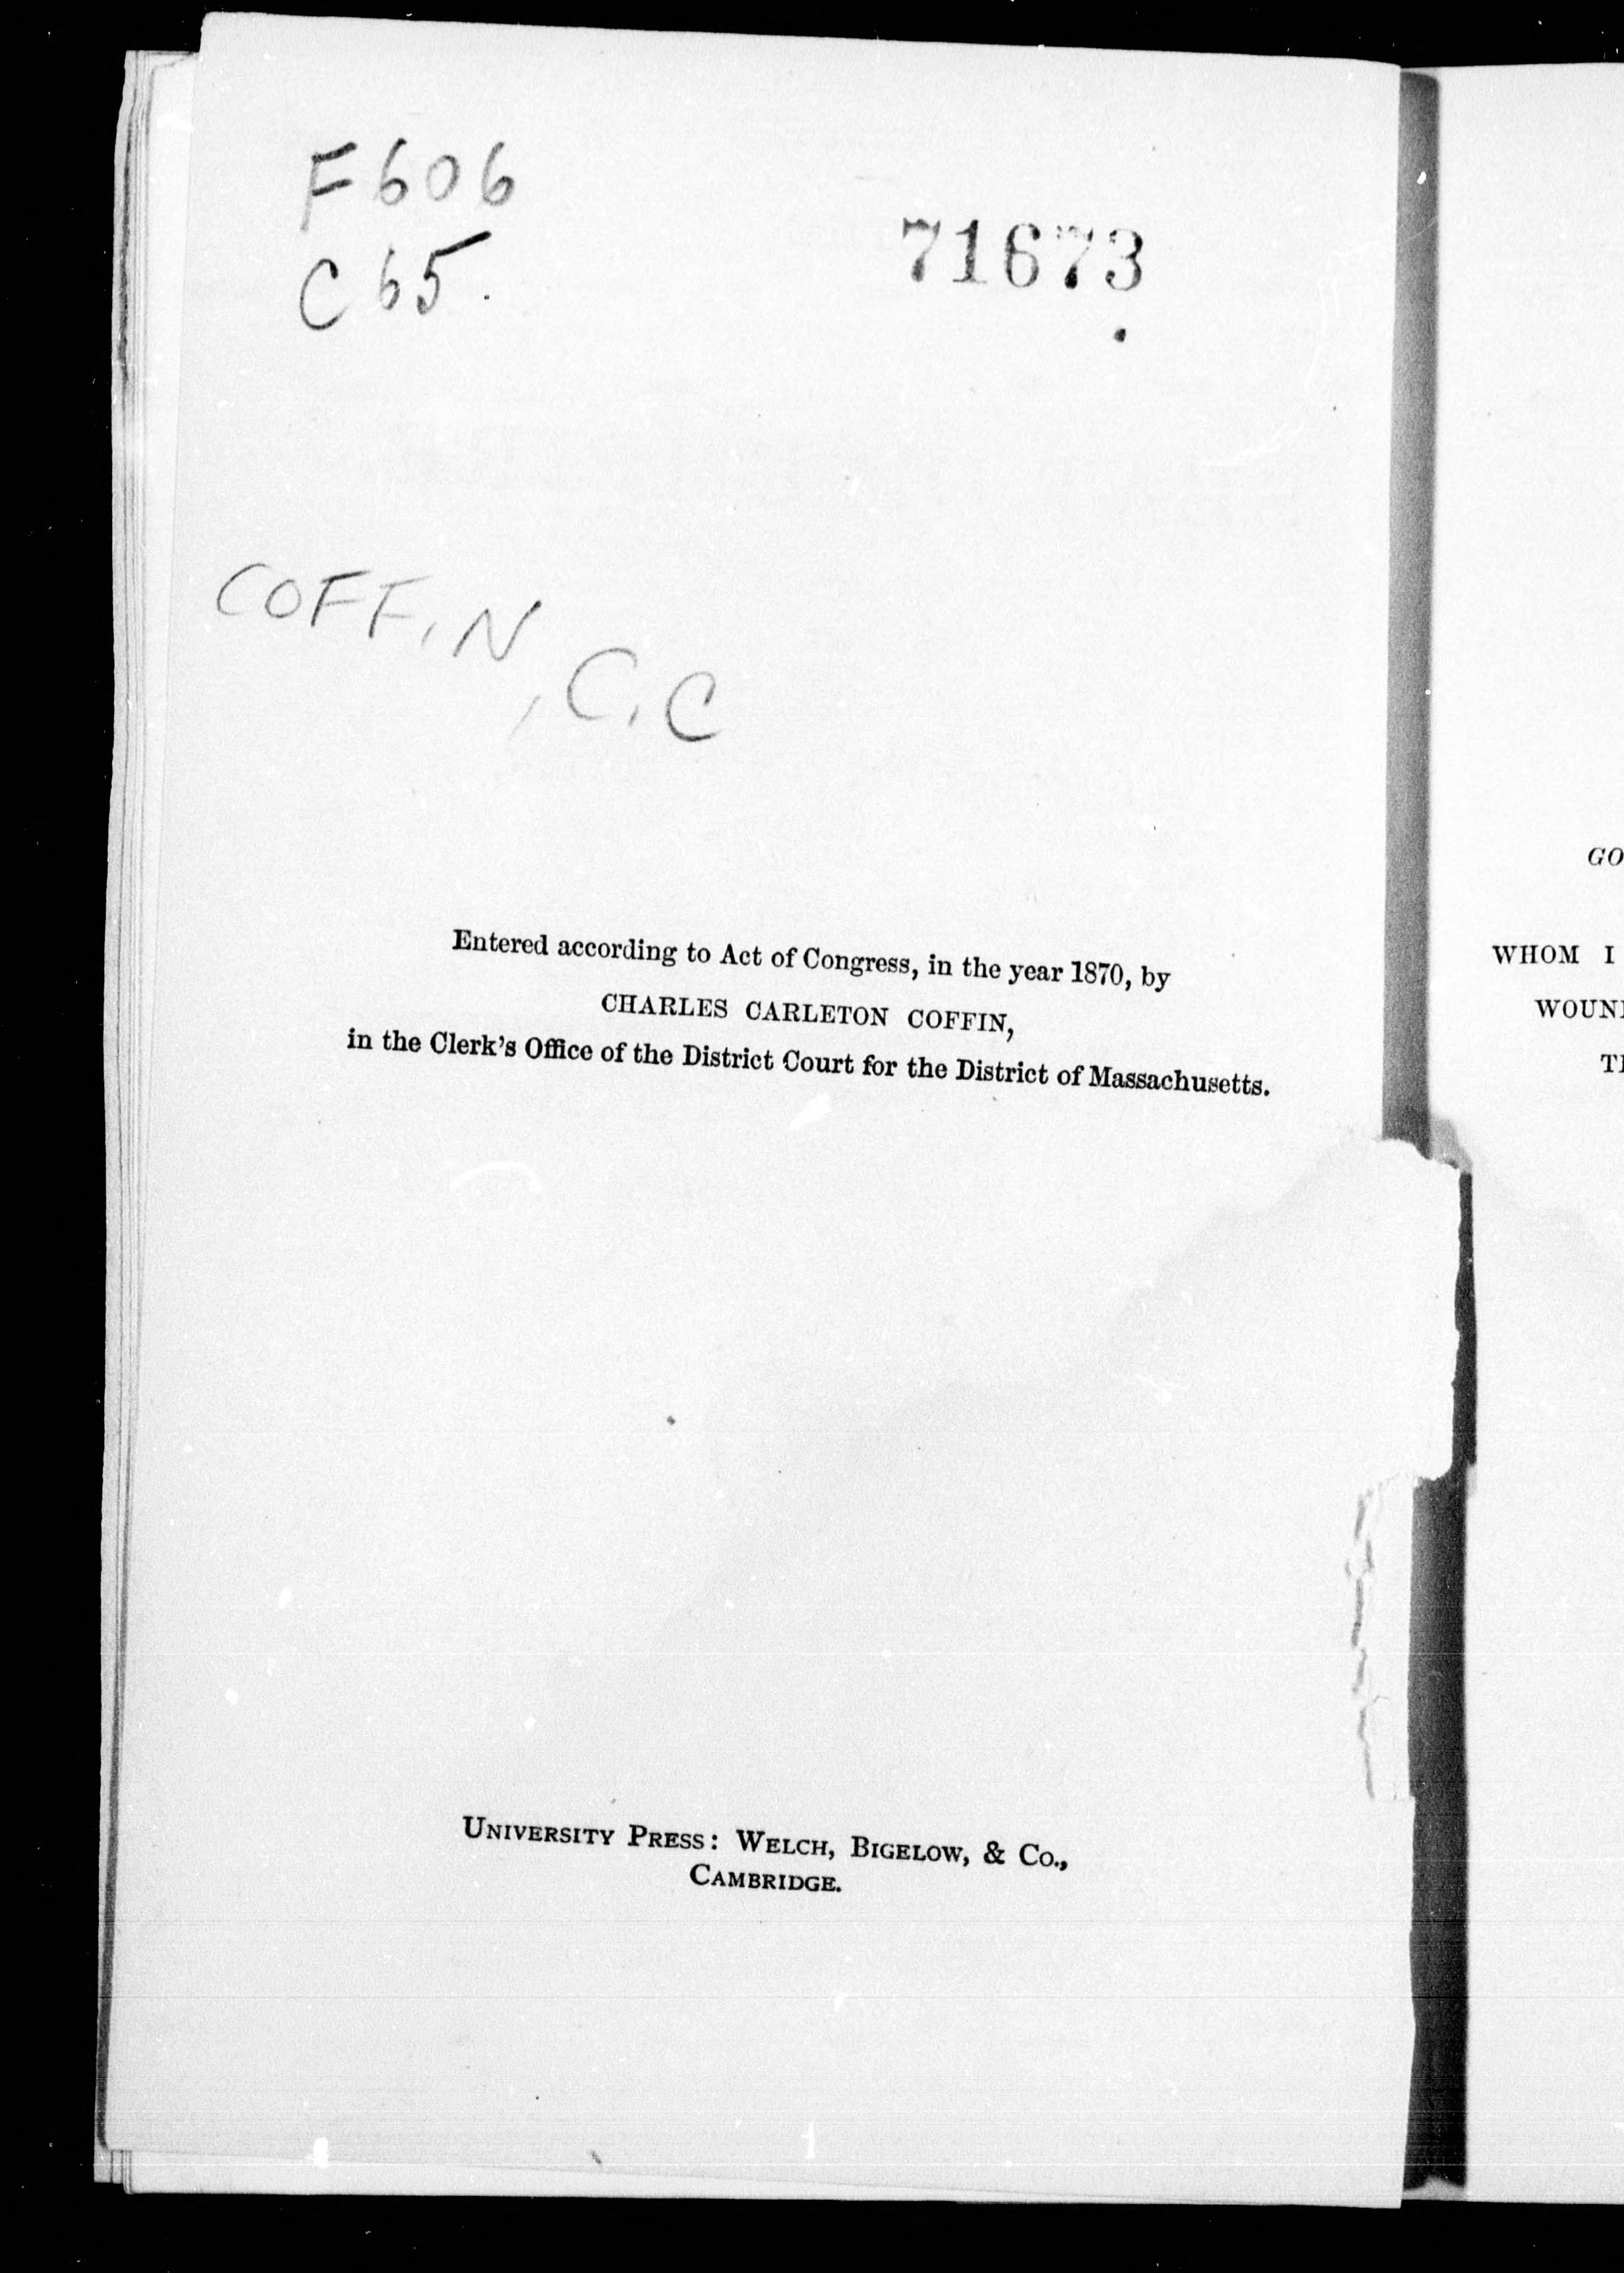 F606
C65.
71673
COFFIN, C.C
Entered according to Act of Congress, in the year 1870, by
CHARLES CARLETON COFFIN,
in the Clerk's Office of the District Court for the District of Massachusetts.
UNIVERSITY PRESS: WELCH, BIGELOW, & CO.,
CAMBRIDGE.
GO
WHOM I
WOUN
T